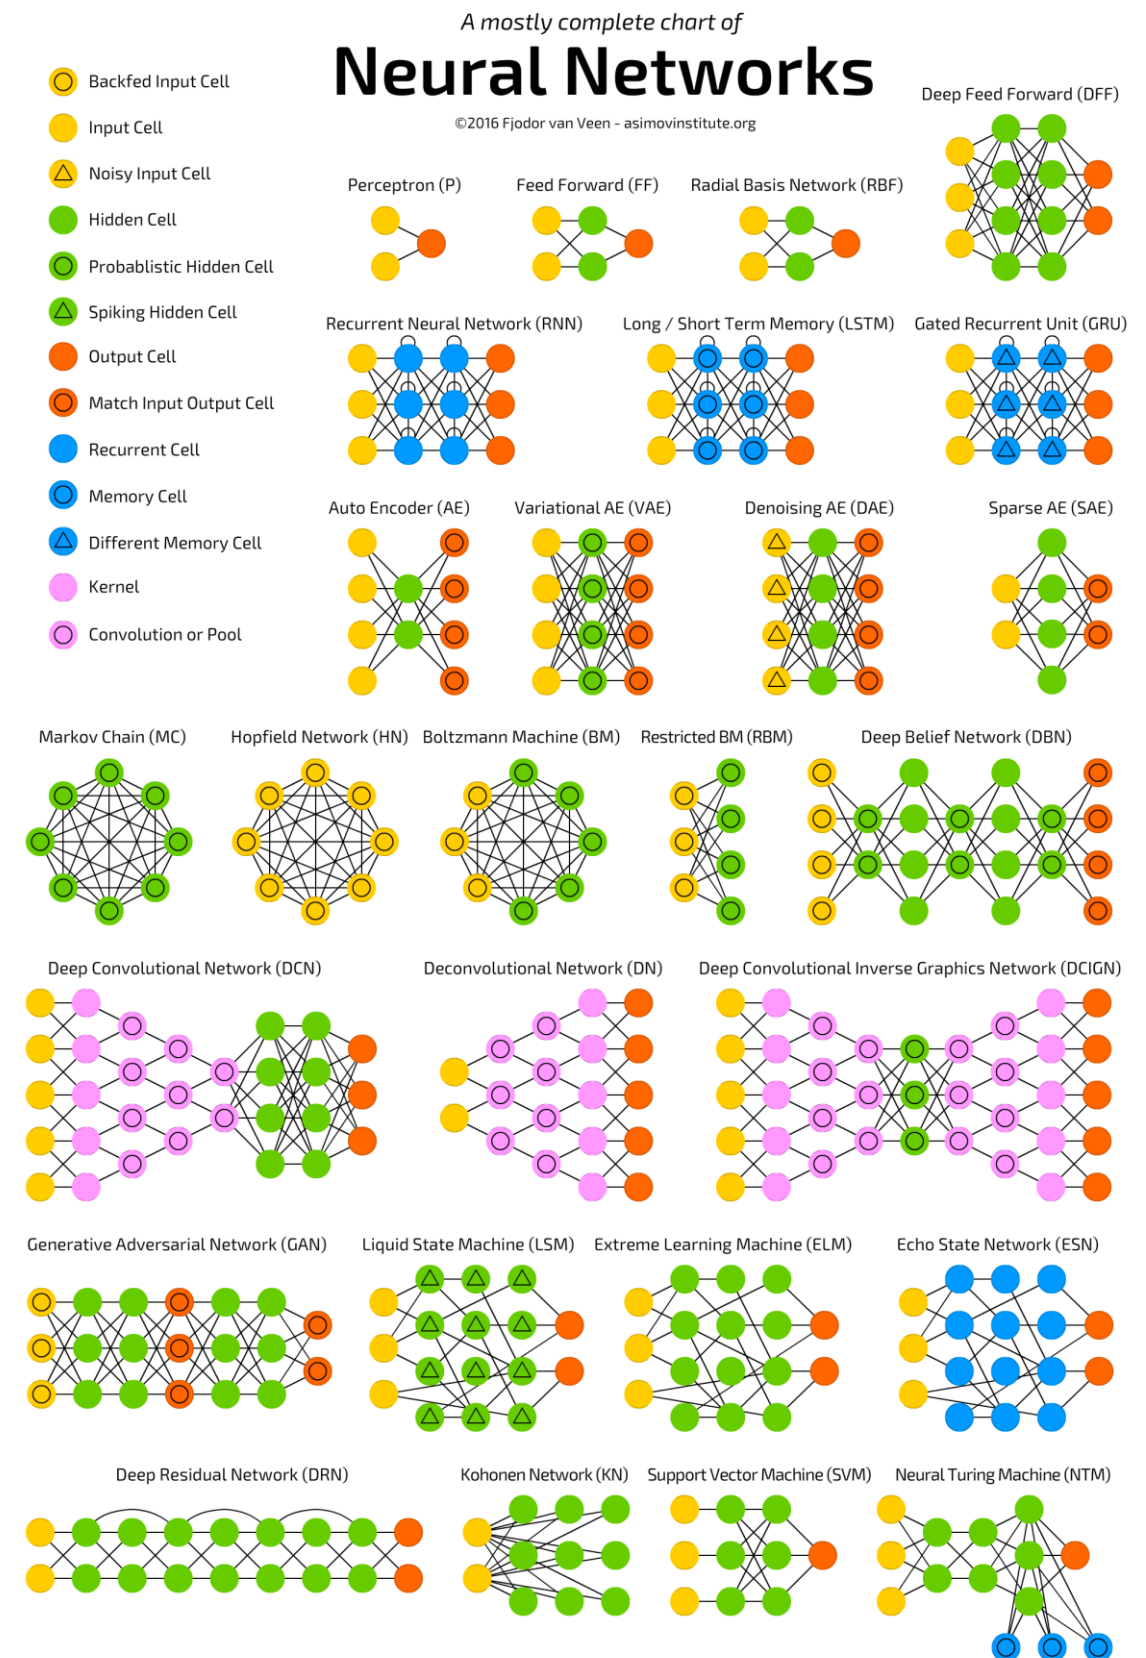 A mostly complete chart of
Neural Networks
©2016 Fjodor van Veen - asimovinstitute.org
Backfed Input Cell
Input Cell
Noisy Input Cell
Hidden Cell
Probablistic Hidden Cell
Spiking Hidden Cell
Output Cell
Match Input Output Cell
Recurrent Cell
Memory Cell
Different Memory Cell
Kernel
Convolution or Pool
Deep Feed Forward (DFF)
Perceptron (P)
Feed Forward (FF)
Radial Basis Network (RBF)
Recurrent Neural Network (RNN)
Long / Short Term Memory (LSTM)
Gated Recurrent Unit (GRU)
Auto Encoder (AE)
Variational AE (VAE)
Denoising AE (DAE)
Sparse AE (SAE)
Markov Chain (MC)
Hopfield Network (HN)
Boltzmann Machine (BM)
Restricted BM (RBM)
Deep Belief Network (DBN)
Deep Convolutional Network (DCN)
Deconvolutional Network (DN)
Deep Convolutional Inverse Graphics Network (DCIGN)
Generative Adversarial Network (GAN)
Liquid State Machine (LSM)
Extreme Learning Machine (ELM)
Echo State Network (ESN)
Deep Residual Network (DRN)
Kohonen Network (KN)
Support Vector Machine (SVM)
Neural Turing Machine (NTM)